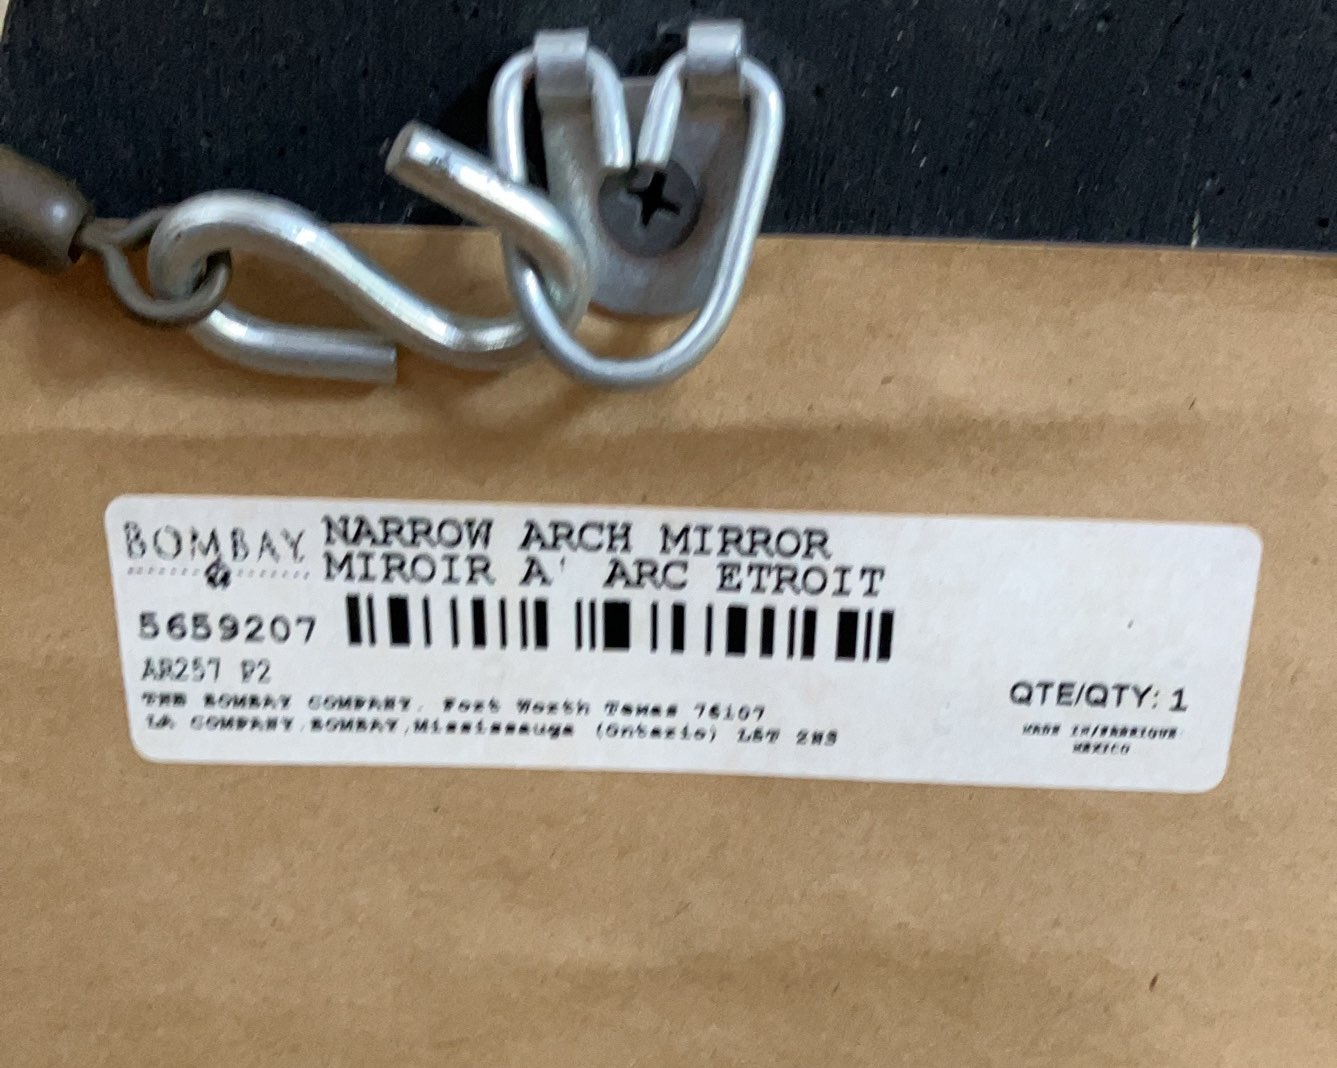 BOMBAY
NARROW ARCH MIRROR
MIROIR A' ARC ETROIT
5659207
AR257 P2
THE BOMBAY COMPANY, Fort Worth Texas 76107
LA COMPANY BOMBAY, Mississauga (Ontario) L5T 2N9
QTE/QTY: 1
MADE IN/FABRIQUE
MEXICO